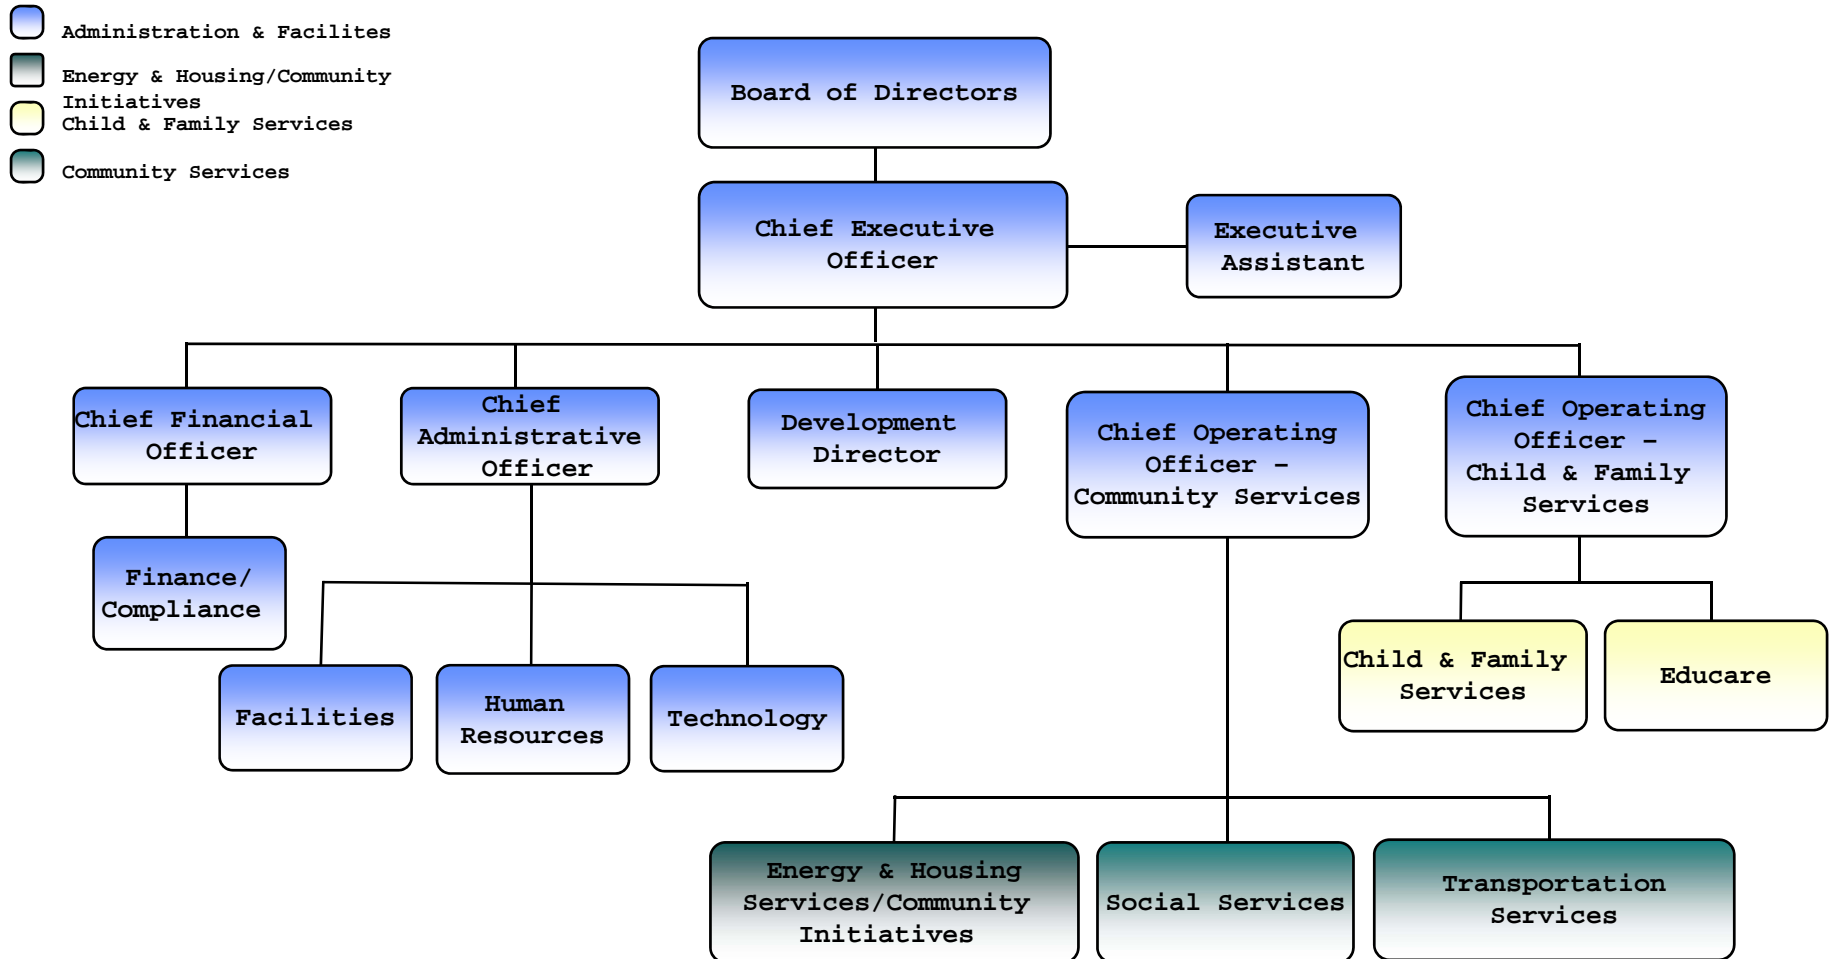 Administration & Facilites
Energy & Housing/Community
Initiatives
Child & Family Services
Community Services
Board of Directors
Chief Executive
Officer
Executive
Assistant
Chief Financial
Officer
Chief
Administrative
Officer
Development
Director
Chief Operating
Officer –
Community Services
Chief Operating
Officer –
Child & Family
Services
Finance/
Compliance
Facilities
Human
Resources
Technology
Child & Family
Services
Educare
Energy & Housing
Services/Community
Initiatives
Social Services
Transportation
Services